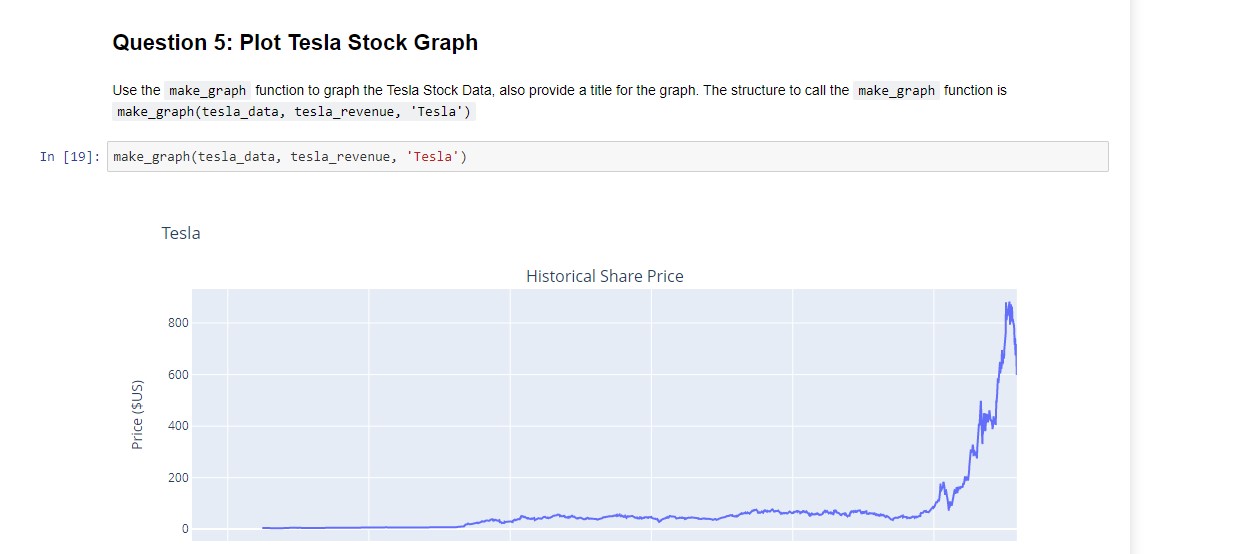 Question 5: Plot Tesla Stock Graph
Use the make_graph function to graph the Tesla Stock Data, also provide a title for the graph. The structure to call the make_graph function is
make_graph(tesla_data, tesla_revenue, 'Tesla')
In [19]: make_graph(tesla_data, tesla_revenue, 'Tesla')
Tesla
Historical Share Price
800
600
400
200
0
Price ($US)